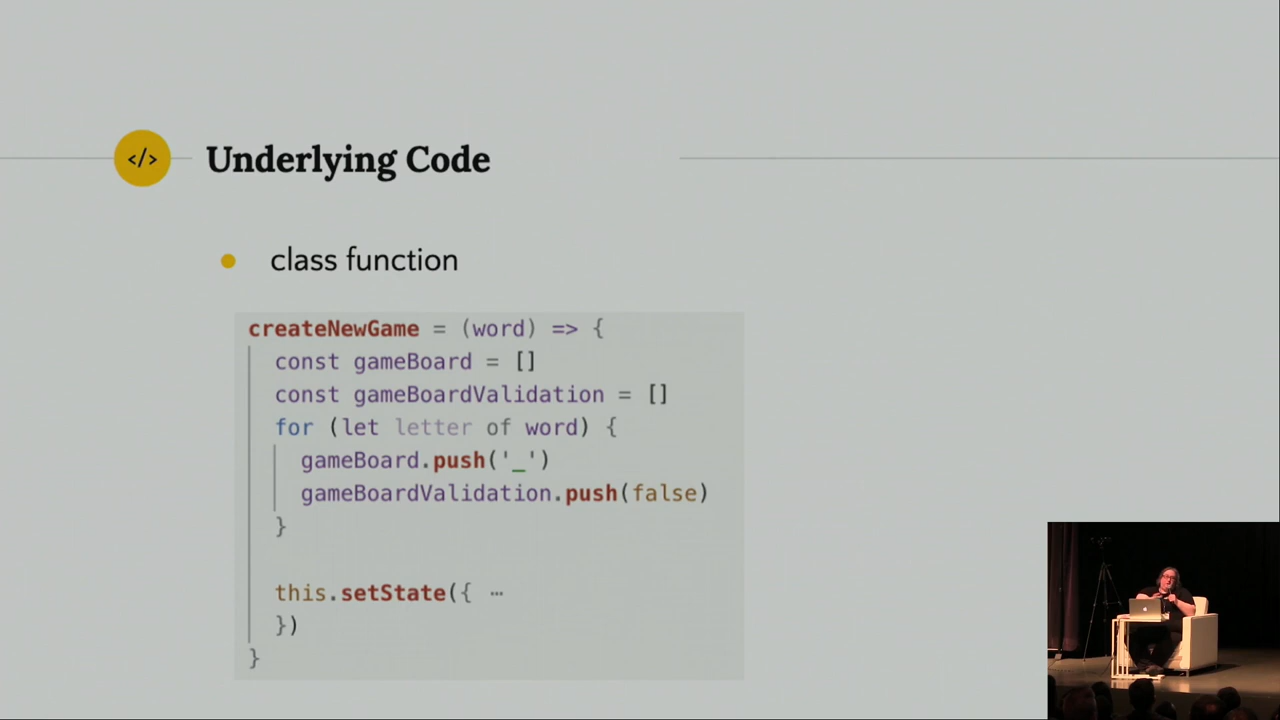 </>
Underlying Code
class function
createNewGame = (word) => {
const gameBoard = []
const gameBoardValidation = []
for (let letter of word) {
gameBoard.push('_')
gameBoardValidation.push(false)
}
this.setState({ ⋯
})
}